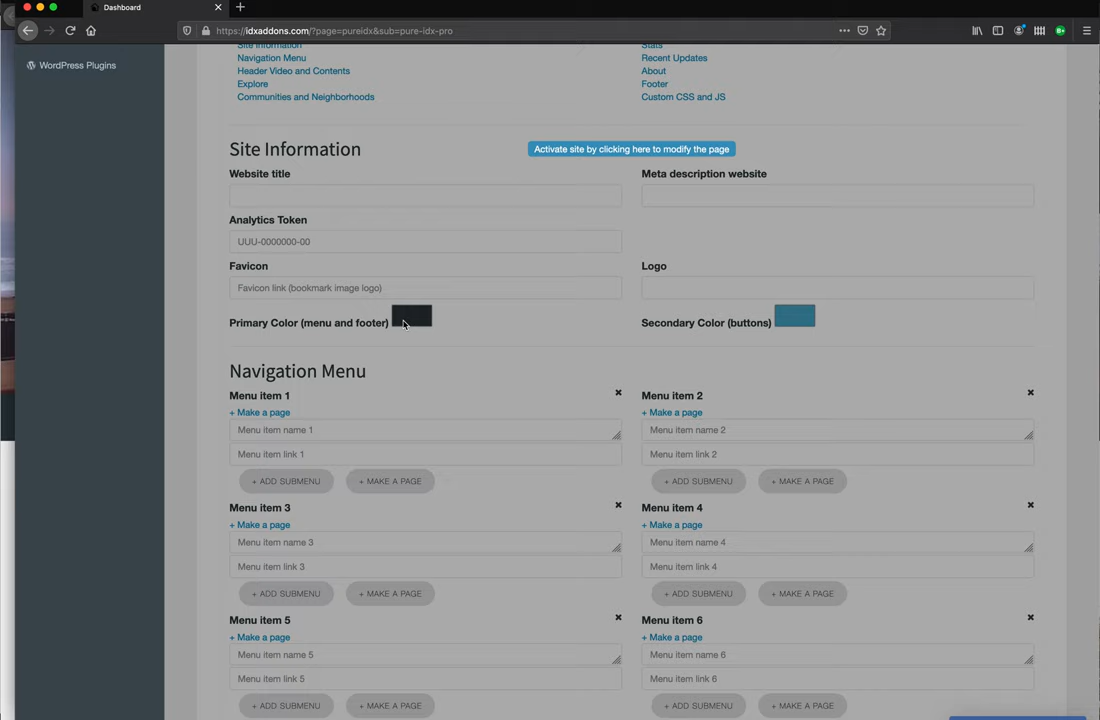 Dashboard
https://idxaddons.com/?page=pureidx&sub=pure-idx-pro
WordPress Plugins
Site Information
Stats
Navigation Menu
Recent Updates
Header Video and Contents
About
Explore
Footer
Communities and Neighborhoods
Custom CSS and JS
Site Information
Activate site by clicking here to modify the page
Website title
Meta description website
Analytics Token
UUU-0000000-00
Favicon
Logo
Favicon link (bookmark image logo)
Primary Color (menu and footer)
Secondary Color (buttons)
Navigation Menu
Menu item 1
Menu item 2
+ Make a page
+ Make a page
Menu item name 1
Menu item name 2
Menu item link 1
Menu item link 2
+ ADD SUBMENU
+ MAKE A PAGE
+ ADD SUBMENU
+ MAKE A PAGE
Menu item 3
Menu item 4
+ Make a page
+ Make a page
Menu item name 3
Menu item name 4
Menu item link 3
Menu item link 4
+ ADD SUBMENU
+ MAKE A PAGE
+ ADD SUBMENU
+ MAKE A PAGE
Menu item 5
Menu item 6
+ Make a page
+ Make a page
Menu item name 5
Menu item name 6
Menu item link 5
Menu item link 6
+ ADD SUBMENU
+ MAKE A PAGE
+ ADD SUBMENU
+ MAKE A PAGE